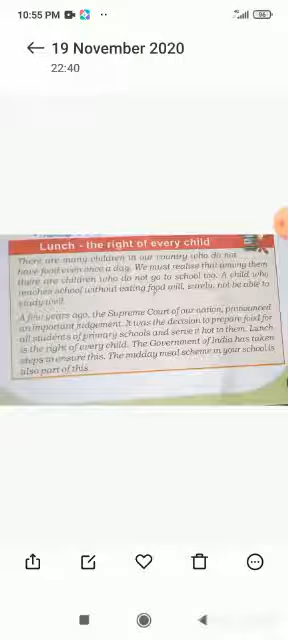 10:55 PM
4G
96
← 19 November 2020
22:40
Lunch - the right of every child
There are many children in our country who do not
have food even once a day. We must realise that among them
there are children who do not go to school too. A child who
reaches school without eating food will, surely, not be able to
study well.
A few years ago, the Supreme Court of our nation, pronounced
an important judgement. It was the decision to prepare food for
all students of primary schools and serve it hot to them. Lunch
is the right of every child. The Government of India has taken
steps to ensure this. The midday meal scheme in your school is
also part of this.